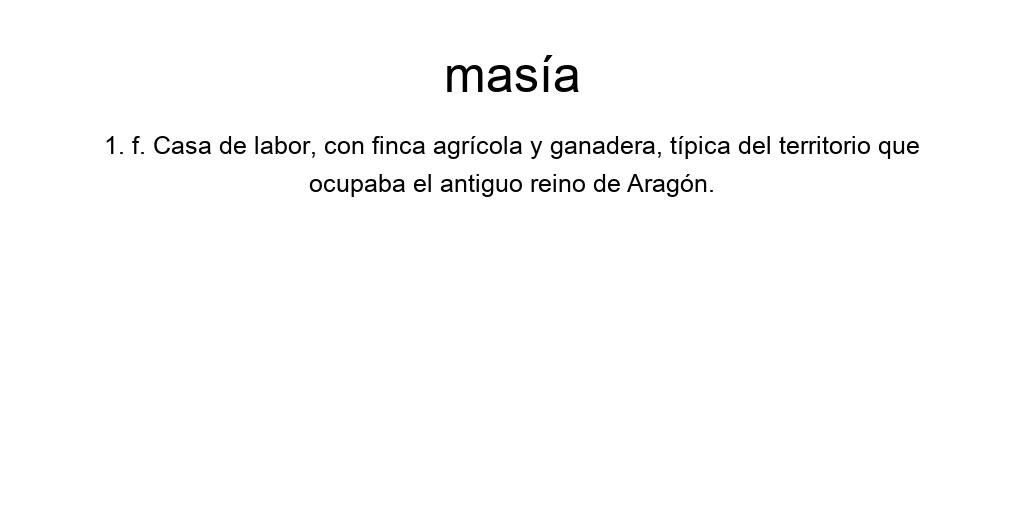 masía
1. f. Casa de labor, con finca agrícola y ganadera, típica del territorio que
ocupaba el antiguo reino de Aragón.